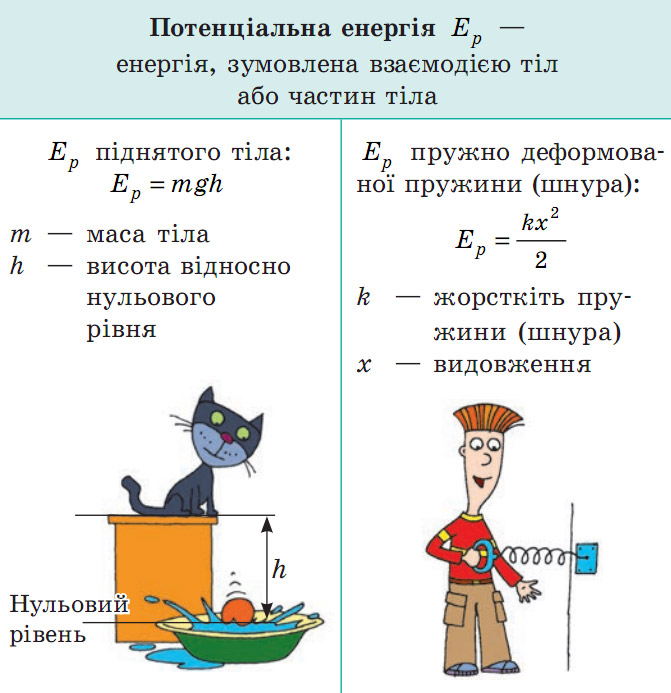 Потенціальна енергія Eₚ —
енергія, зумовлена взаємодією тіл
або частин тіла
Eₚ піднятого тіла:
Eₚ = mgh
m — маса тіла
h — висота відносно
нульового
рівня
h
Нульовий
рівень
Eₚ пружно деформова-
ної пружини (шнура):
Eₚ = kx²/2
k — жорсткіть пру-
жини (шнура)
x — видовження